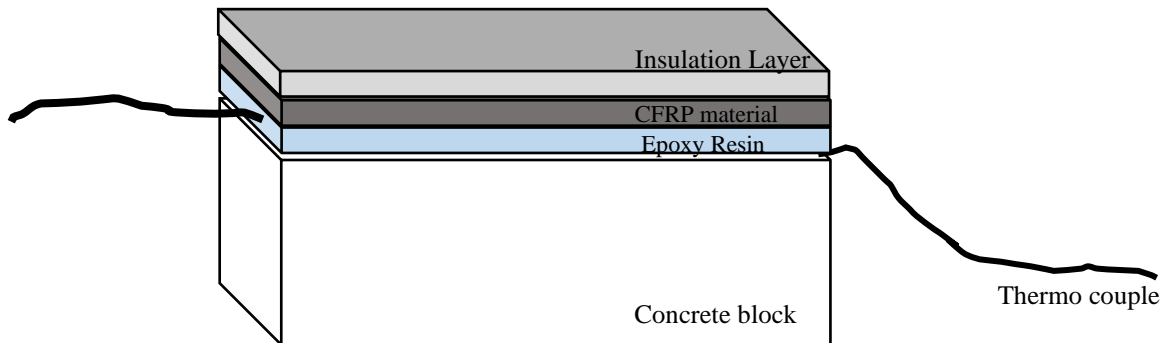 Insulation Layer
CFRP material
Epoxy Resin
Thermo couple
Concrete block